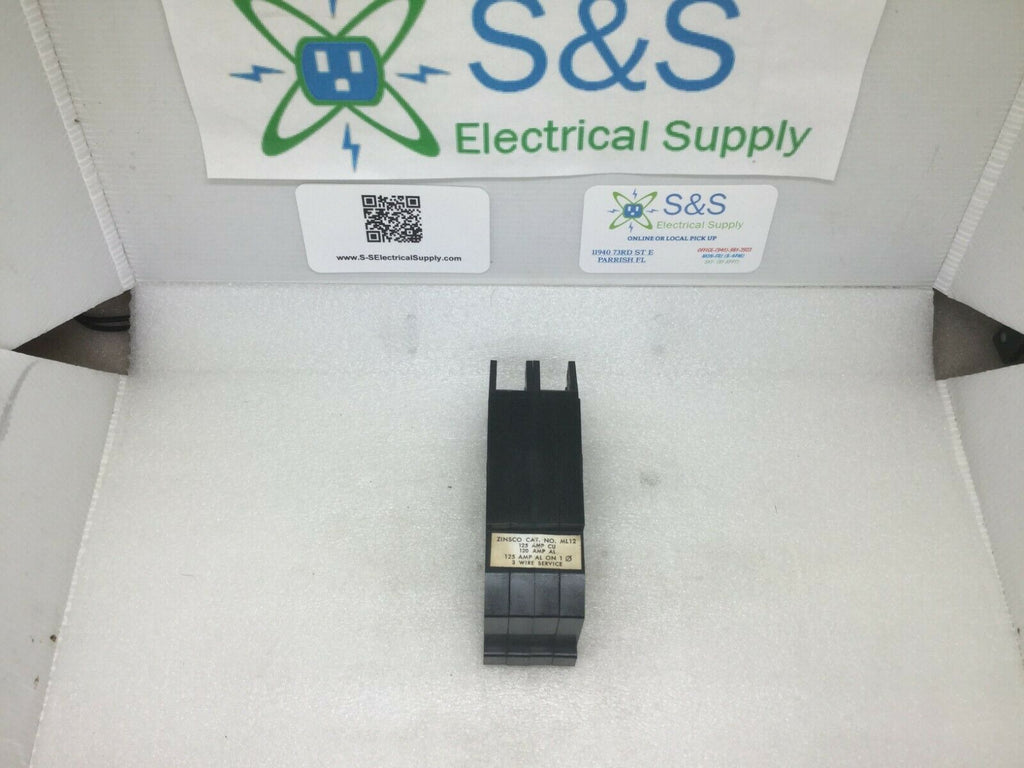 S&S
Electrical Supply
www.S-SElectricalSupply.com
S&S
Electrical Supply
ONLINE OR LOCAL PICK UP
11940 73RD ST E
PARRISH FL
ZINSCO CAT. NO. ML12
125 AMP CU
120 AMP AL
125 AMP AL ON 1 Ø
3 WIRE SERVICE